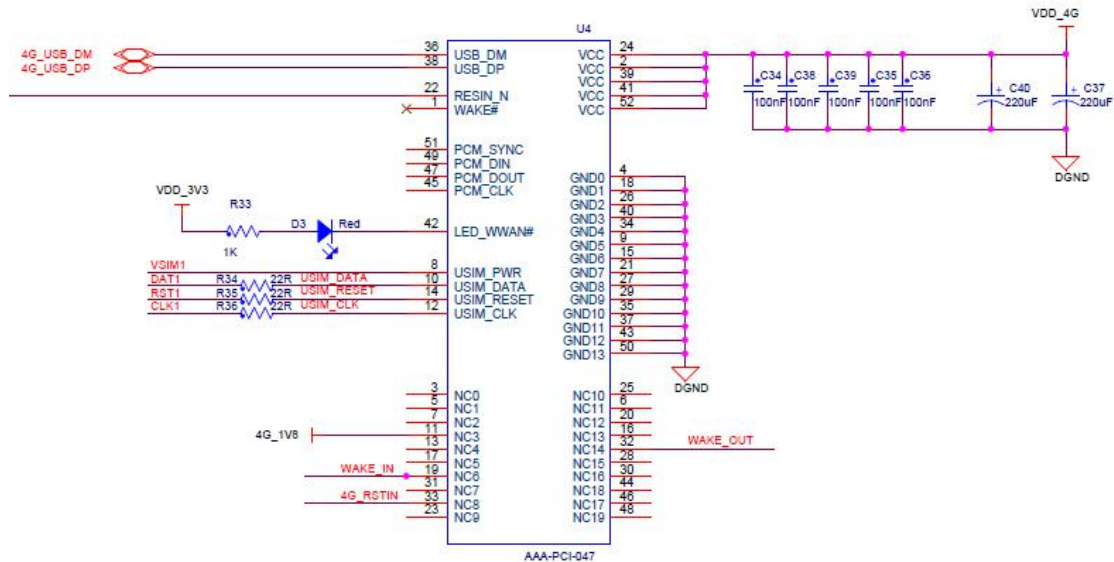 U4
VDD_4G
4G_USB_DM
4G_USB_DP
36 USB_DM VCC 24
38 USB_DP VCC 2
VCC 39
22 RESIN_N VCC 41
1 WAKE# VCC 52
C34 C38 C39 C35 C36
100nF 100nF 100nF 100nF 100nF
+ C40 + C37
220uF 220uF
DGND
51 PCM_SYNC
49 PCM_DIN
47 PCM_DOUT
45 PCM_CLK
GND0 4
GND1 18
GND2 26
GND3 40
GND4 34
GND5 9
GND6 15
GND7 21
GND8 27
GND9 29
GND10 35
GND11 37
GND12 43
GND13 50
DGND
VDD_3V3
R33
1K
D3 Red
42 LED_WWAN#
VSIM1 8 USIM_PWR
DAT1 R34 22R USIM_DATA 10 USIM_DATA
RST1 R35 22R USIM_RESET 14 USIM_RESET
CLK1 R36 22R USIM_CLK 12 USIM_CLK
3 NC0 NC10 25
5 NC1 NC11 6
7 NC2 NC12 20
4G_1V8 11 NC3 NC13 16
13 NC4 NC14 32 WAKE_OUT
17 NC5 NC15 28
WAKE_IN 19 NC6 NC16 30
31 NC7 NC18 44
4G_RSTIN 33 NC8 NC17 46
23 NC9 NC19 48
AAA-PCI-047